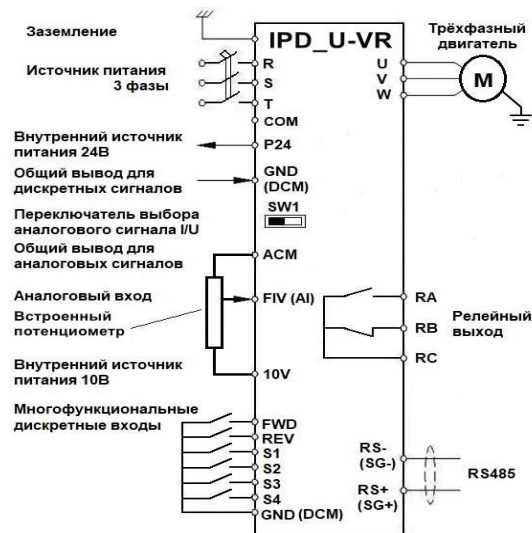 Заземление
IPD_U-VR
Трёхфазный
двигатель
Источник питания
3 фазы
R
S
T
U
V
W
M
COM
P24
Внутренний источник
питания 24В
Общий вывод для
дискретных сигналов
GND
(DCM)
SW1
Переключатель выбора
аналогового сигнала I/U
Общий вывод для
аналоговых сигналов
ACM
Аналоговый вход
FIV (AI)
Встроенный
потенциометр
Внутренний источник
питания 10В
10V
RA
RB
RC
Релейный
выход
Многофункциональные
дискретные входы
FWD
REV
S1
S2
S3
S4
GND (DCM)
RS-
(SG-)
RS+
(SG+)
RS485